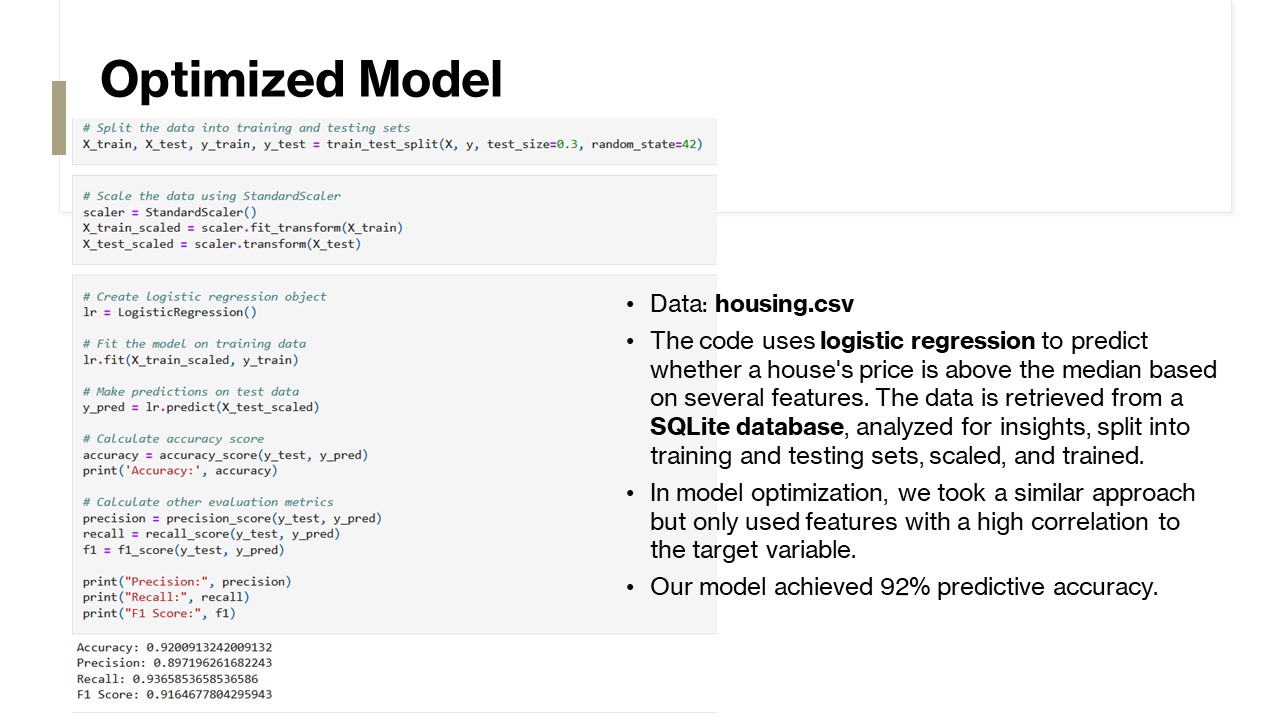 Optimized Model
# Split the data into training and testing sets
X_train, X_test, y_train, y_test = train_test_split(X, y, test_size=0.3, random_state=42)
# Scale the data using StandardScaler
scaler = StandardScaler()
X_train_scaled = scaler.fit_transform(X_train)
X_test_scaled = scaler.transform(X_test)
# Create logistic regression object
lr = LogisticRegression()
# Fit the model on training data
lr.fit(X_train_scaled, y_train)
# Make predictions on test data
y_pred = lr.predict(X_test_scaled)
# Calculate accuracy score
accuracy = accuracy_score(y_test, y_pred)
print('Accuracy:', accuracy)
# Calculate other evaluation metrics
precision = precision_score(y_test, y_pred)
recall = recall_score(y_test, y_pred)
f1 = f1_score(y_test, y_pred)
print("Precision:", precision)
print("Recall:", recall)
print("F1 Score:", f1)
Accuracy: 0.9200913242009132
Precision: 0.897196261682243
Recall: 0.9365853658536586
F1 Score: 0.9164677804295943
• Data: housing.csv
• The code uses logistic regression to predict
whether a house's price is above the median based
on several features. The data is retrieved from a
SQLite database, analyzed for insights, split into
training and testing sets, scaled, and trained.
• In model optimization, we took a similar approach
but only used features with a high correlation to
the target variable.
• Our model achieved 92% predictive accuracy.